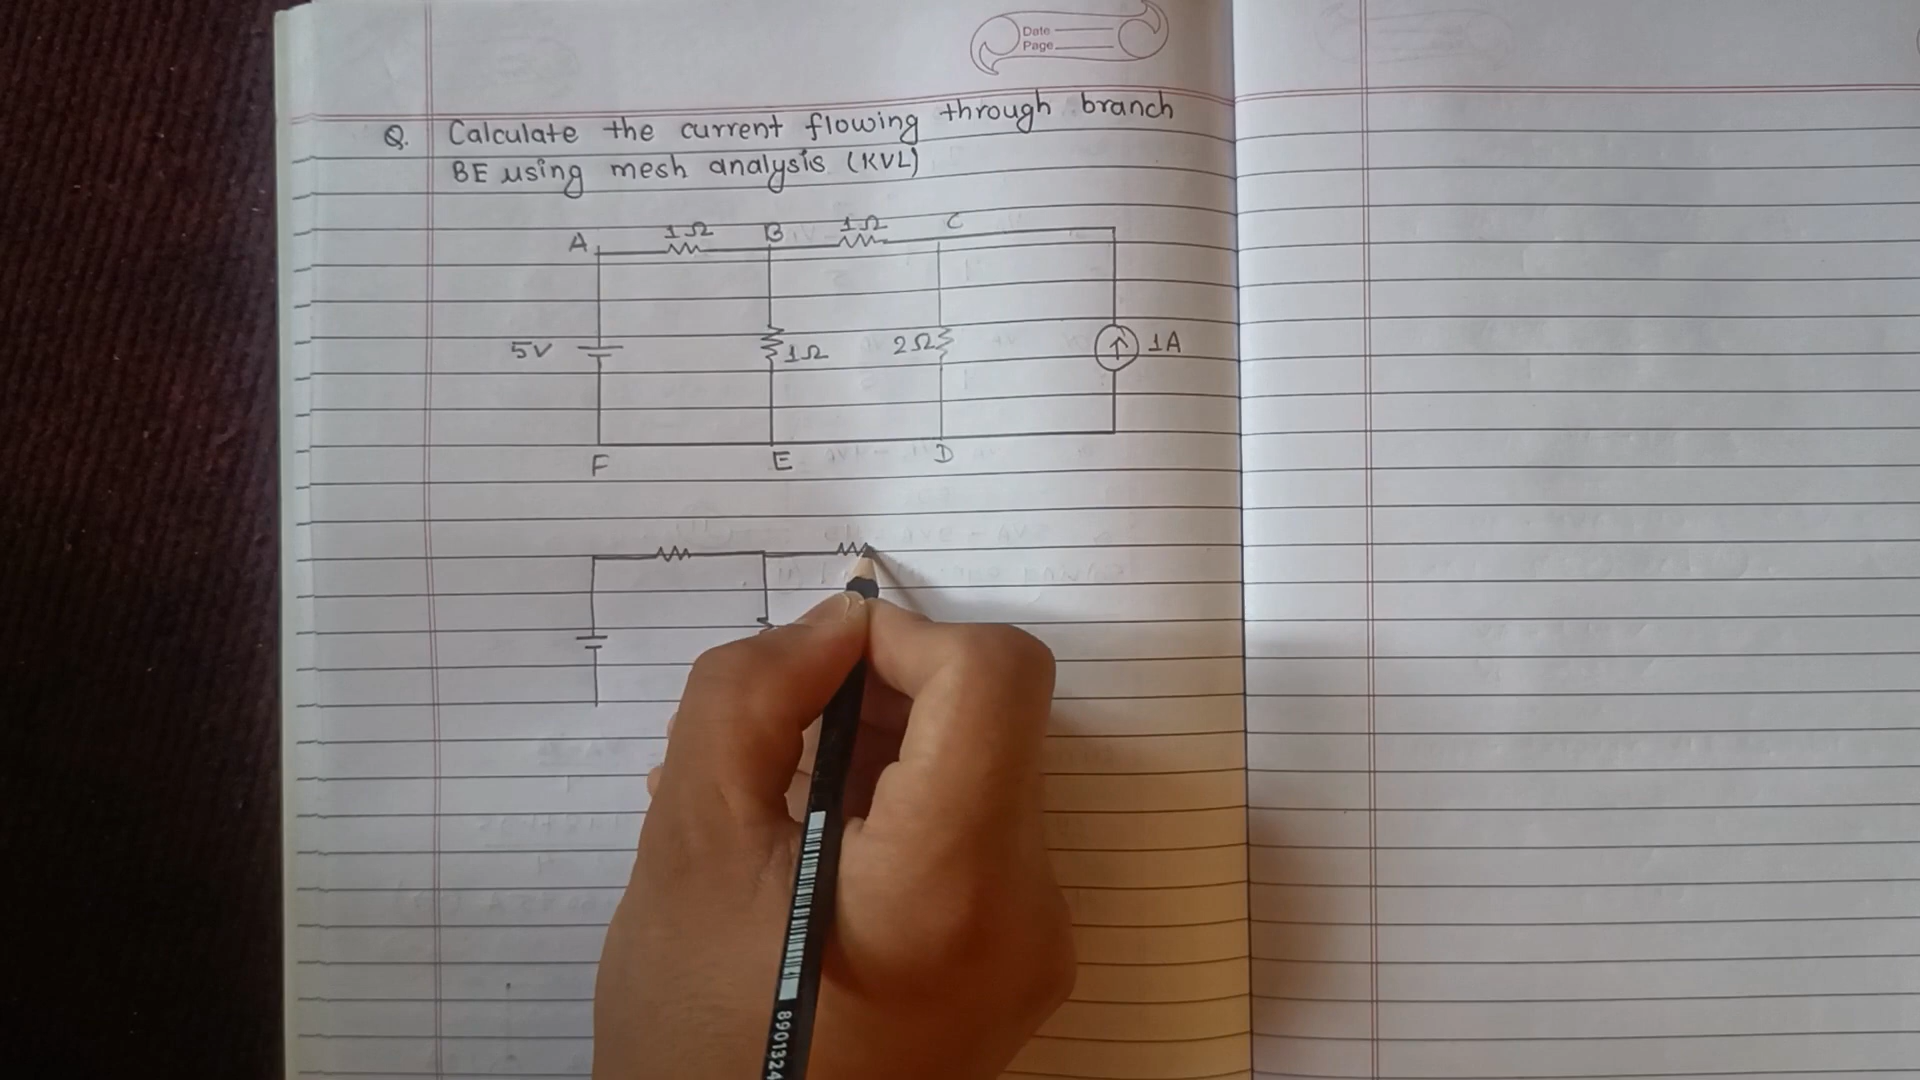 Date
Page
Q. Calculate the current flowing through branch
BE using mesh analysis (KVL)
A 1Ω B 1Ω C
5V 1Ω 2Ω 1A
F E D
8901324